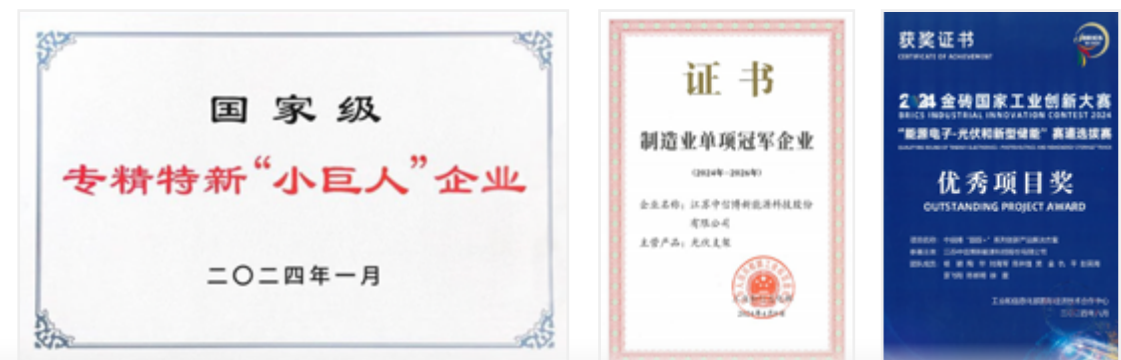 国家级
专精特新“小巨人”企业
二〇二四年一月
证书
制造业单项冠军企业
（2024年-2026年）
企业名称：江苏中信博新能源科技股份
有限公司
主营产品：光伏支架
获奖证书
CERTIFICATE OF ACHIEVEMENT
2024 金砖国家工业创新大赛
BRICS INDUSTRIAL INNOVATION CONTEST 2024
“能源电子-光伏和新型储能”赛道选拔赛
优秀项目奖
OUTSTANDING PROJECT AWARD